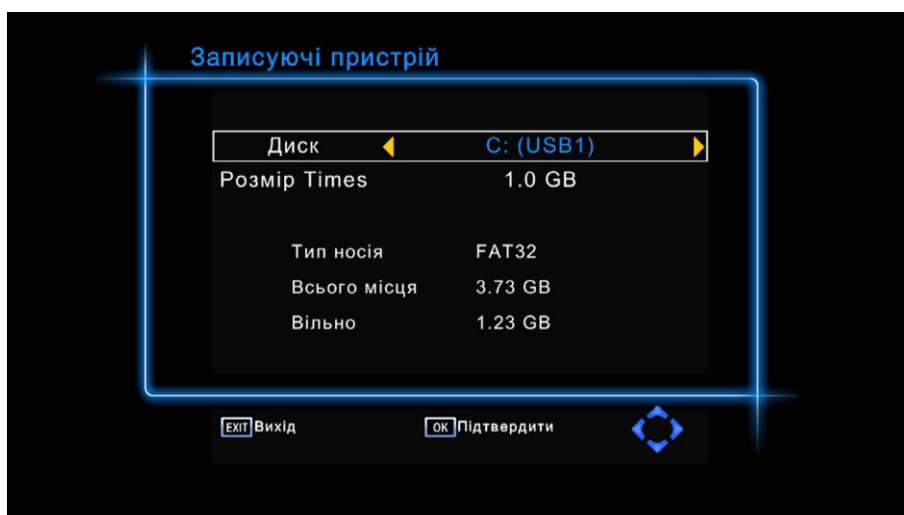 Записуючі пристрій
Диск C: (USB1)
Розмір Times 1.0 GB
Тип носія FAT32
Всього місця 3.73 GB
Вільно 1.23 GB
EXIT Вихід OK Підтвердити